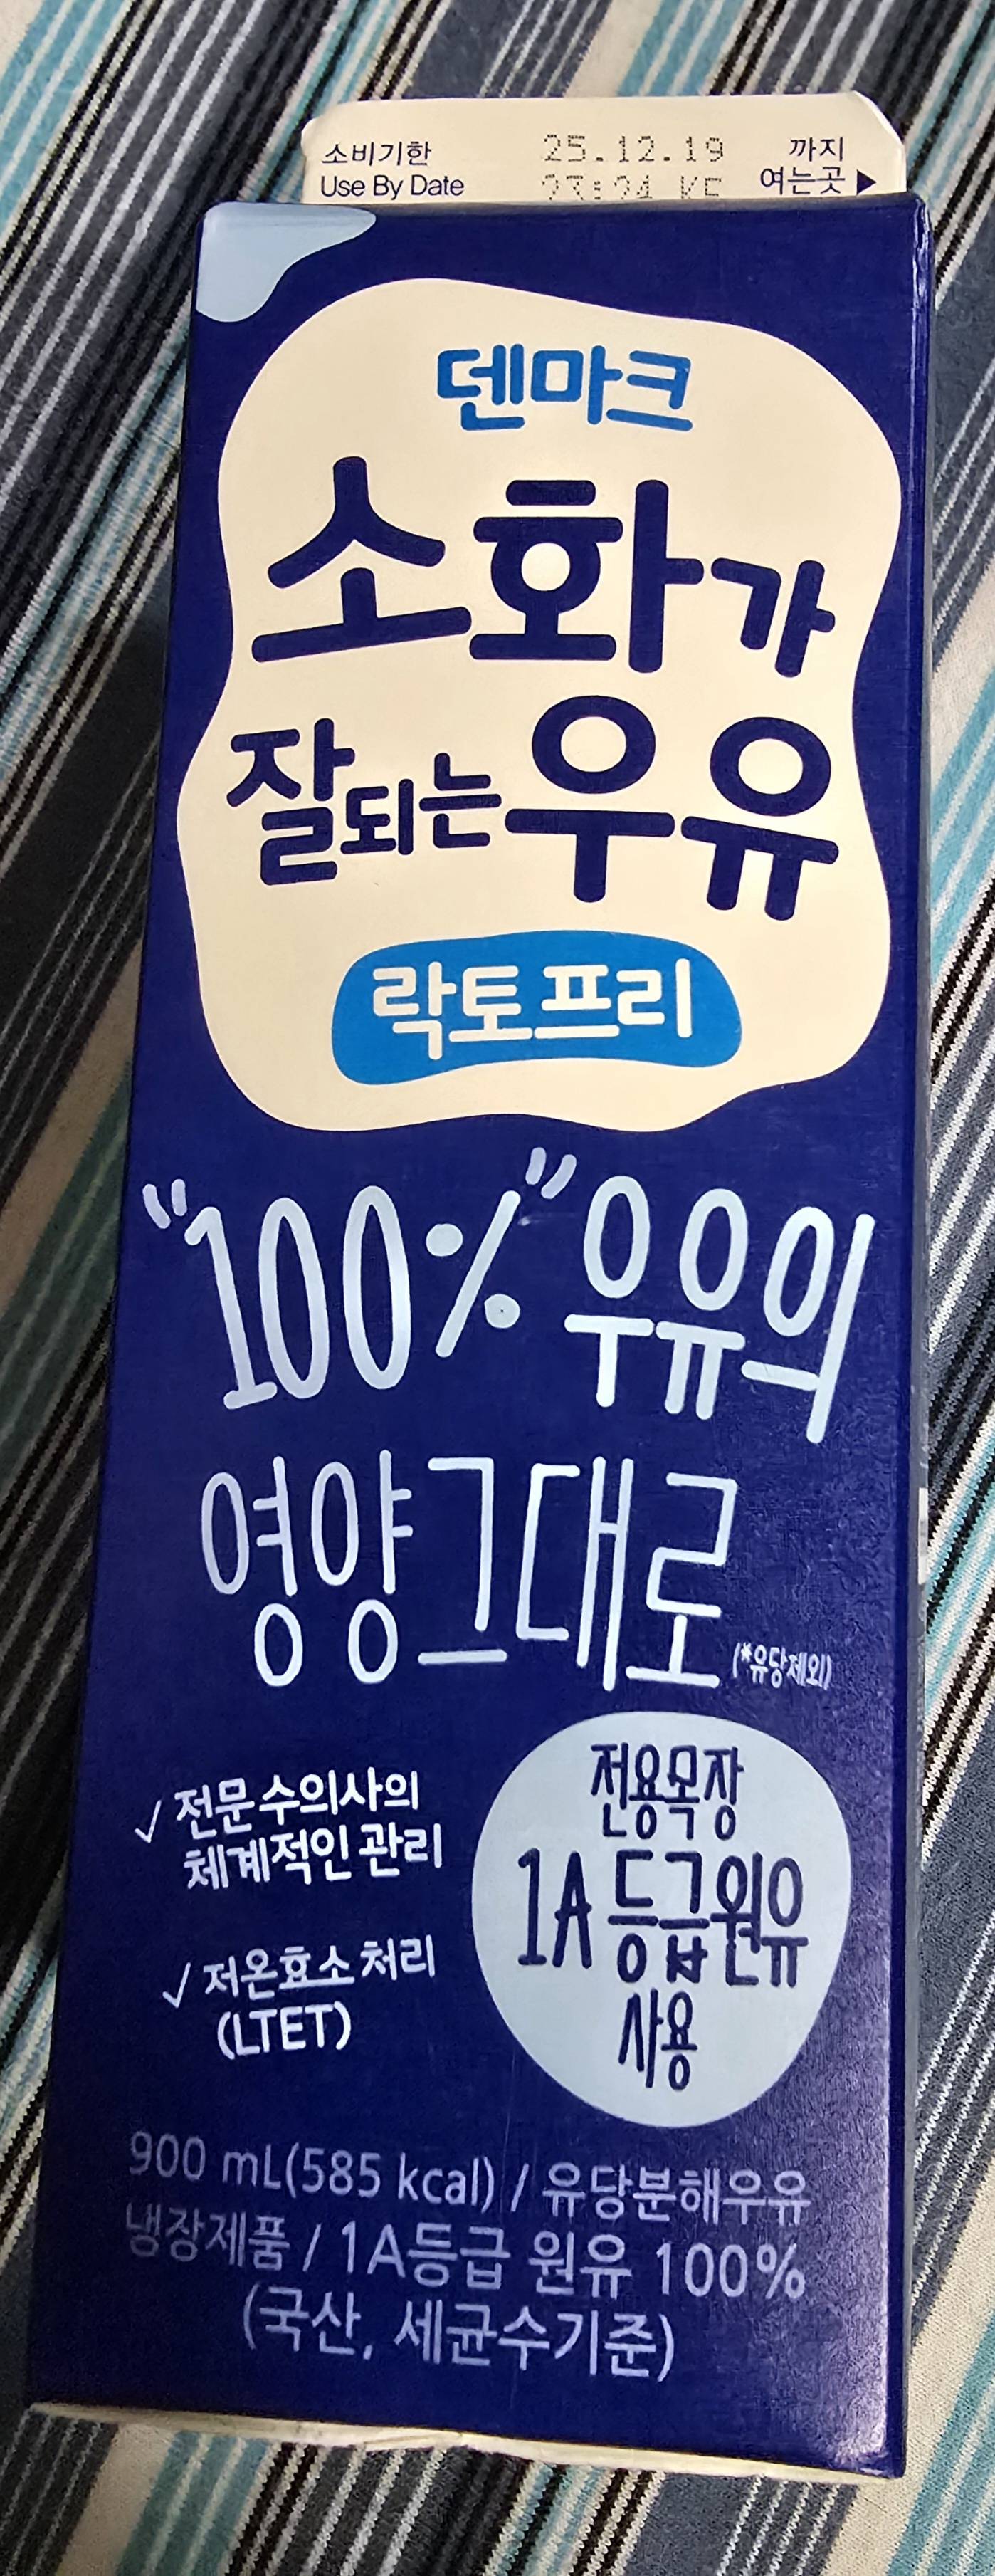 소비기한 25.12.19 까지
Use By Date 여는곳▶
덴마크
소화가
잘되는우유
락토프리
"100%" 우유의
영양그대로
(*유당제외)
✓ 전문수의사의
체계적인 관리
✓ 저온효소처리
(LTET)
전용목장
1A등급원유
사용
900 mL(585 kcal) / 유당분해우유
냉장제품 / 1A등급 원유 100%
(국산, 세균수기준)